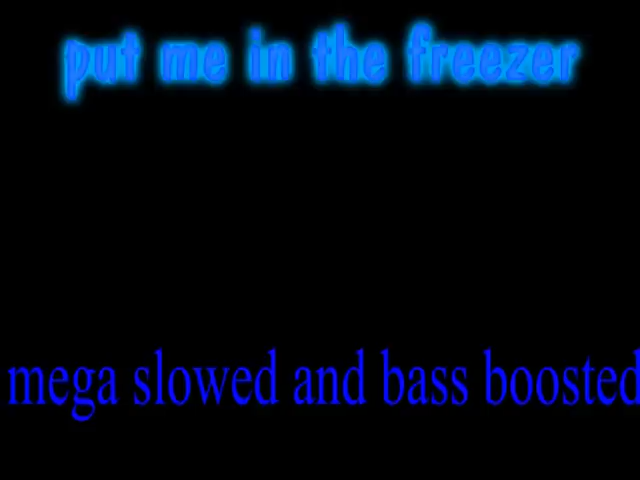 put me in the freezer
mega slowed and bass boosted